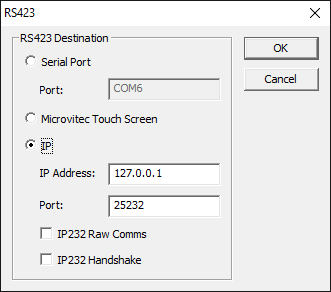 RS423
RS423 Destination
OK
Serial Port
Cancel
Port:
COM6
Microvitec Touch Screen
IP
IP Address:
127.0.0.1
Port:
25232
IP232 Raw Comms
IP232 Handshake